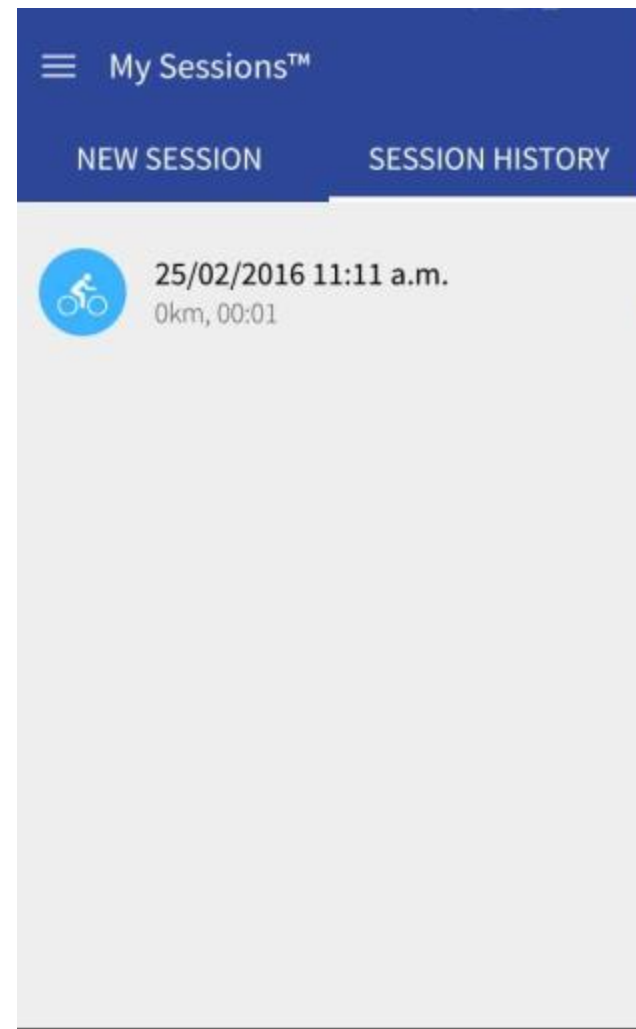 My Sessions™
NEW SESSION
SESSION HISTORY
25/02/2016 11:11 a.m.
0km, 00:01